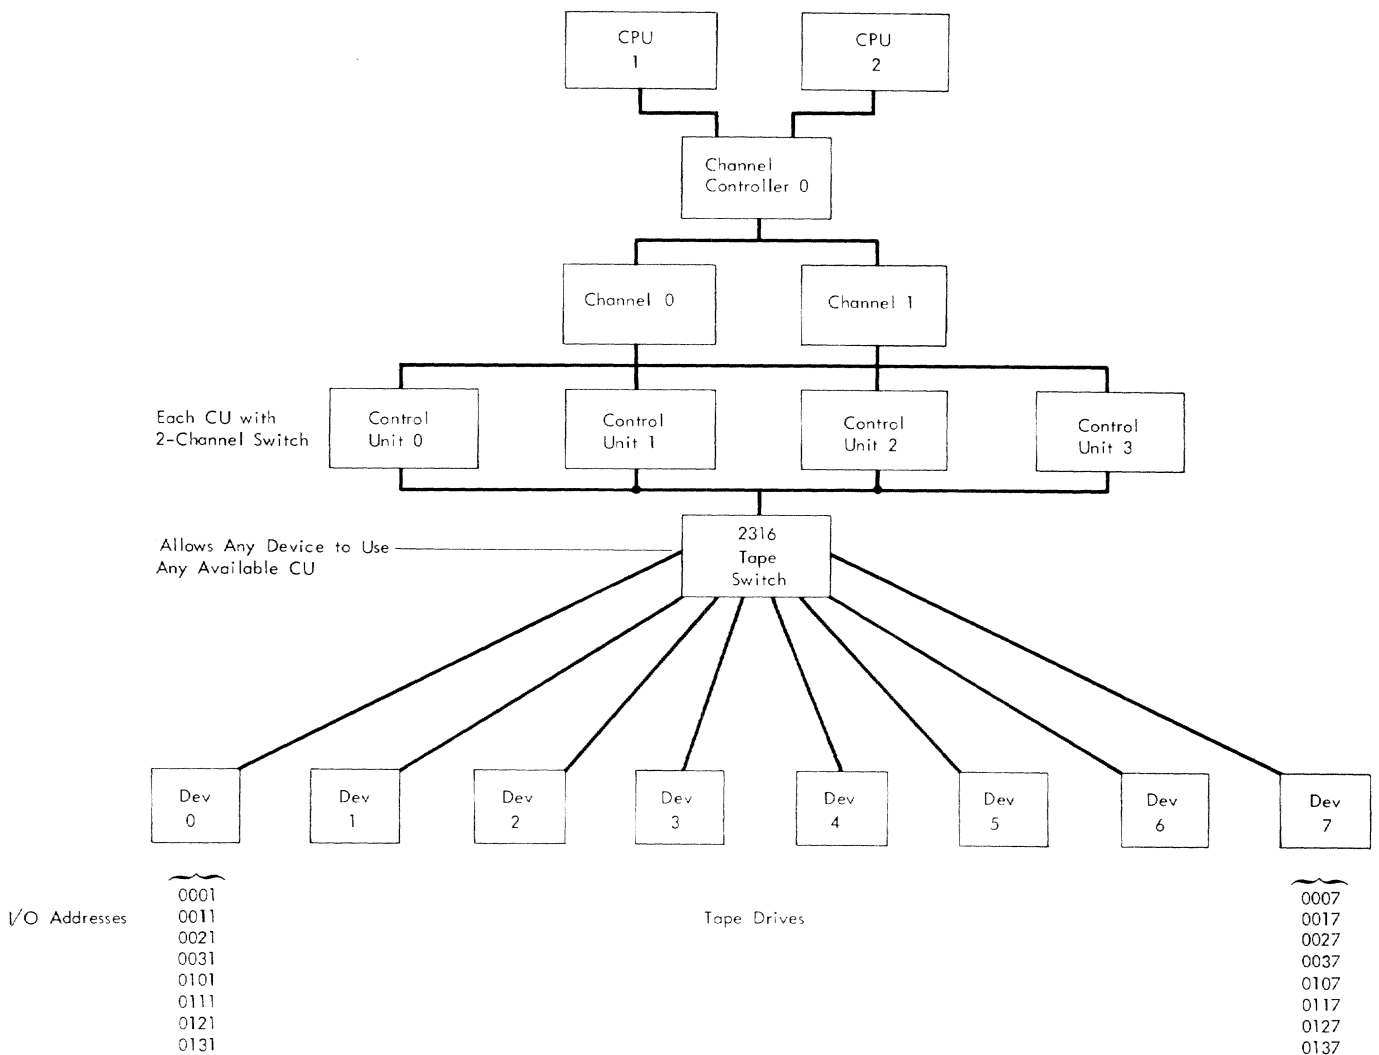 CPU
1
CPU
2
Channel
Controller 0
Channel 0
Channel 1
Each CU with
2-Channel Switch
Control
Unit 0
Control
Unit 1
Control
Unit 2
Control
Unit 3
Allows Any Device to Use
Any Available CU
2316
Tape
Switch
Dev
0
Dev
1
Dev
2
Dev
3
Dev
4
Dev
5
Dev
6
Dev
7
I/O Addresses
0001
0011
0021
0031
0101
0111
0121
0131
Tape Drives
0007
0017
0027
0037
0107
0117
0127
0137